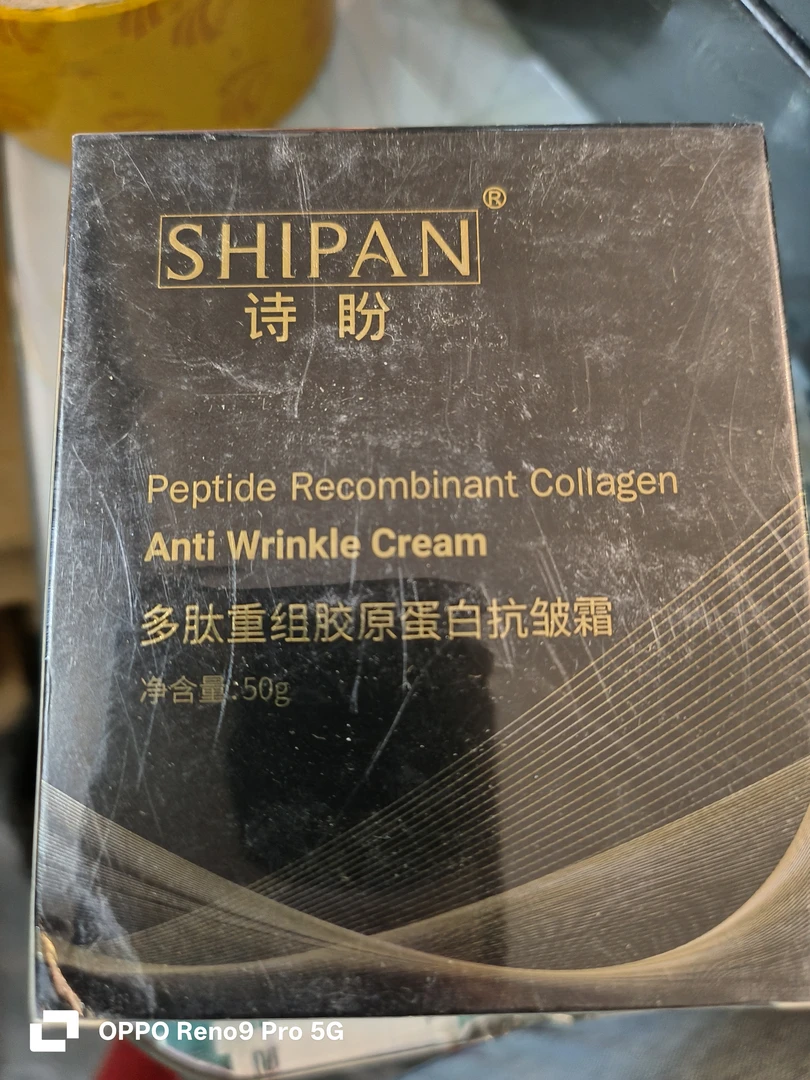 SHIPAN®
诗盼
Peptide Recombinant Collagen
Anti Wrinkle Cream
多肽重组胶原蛋白抗皱霜
净含量:50g
OPPO Reno9 Pro 5G